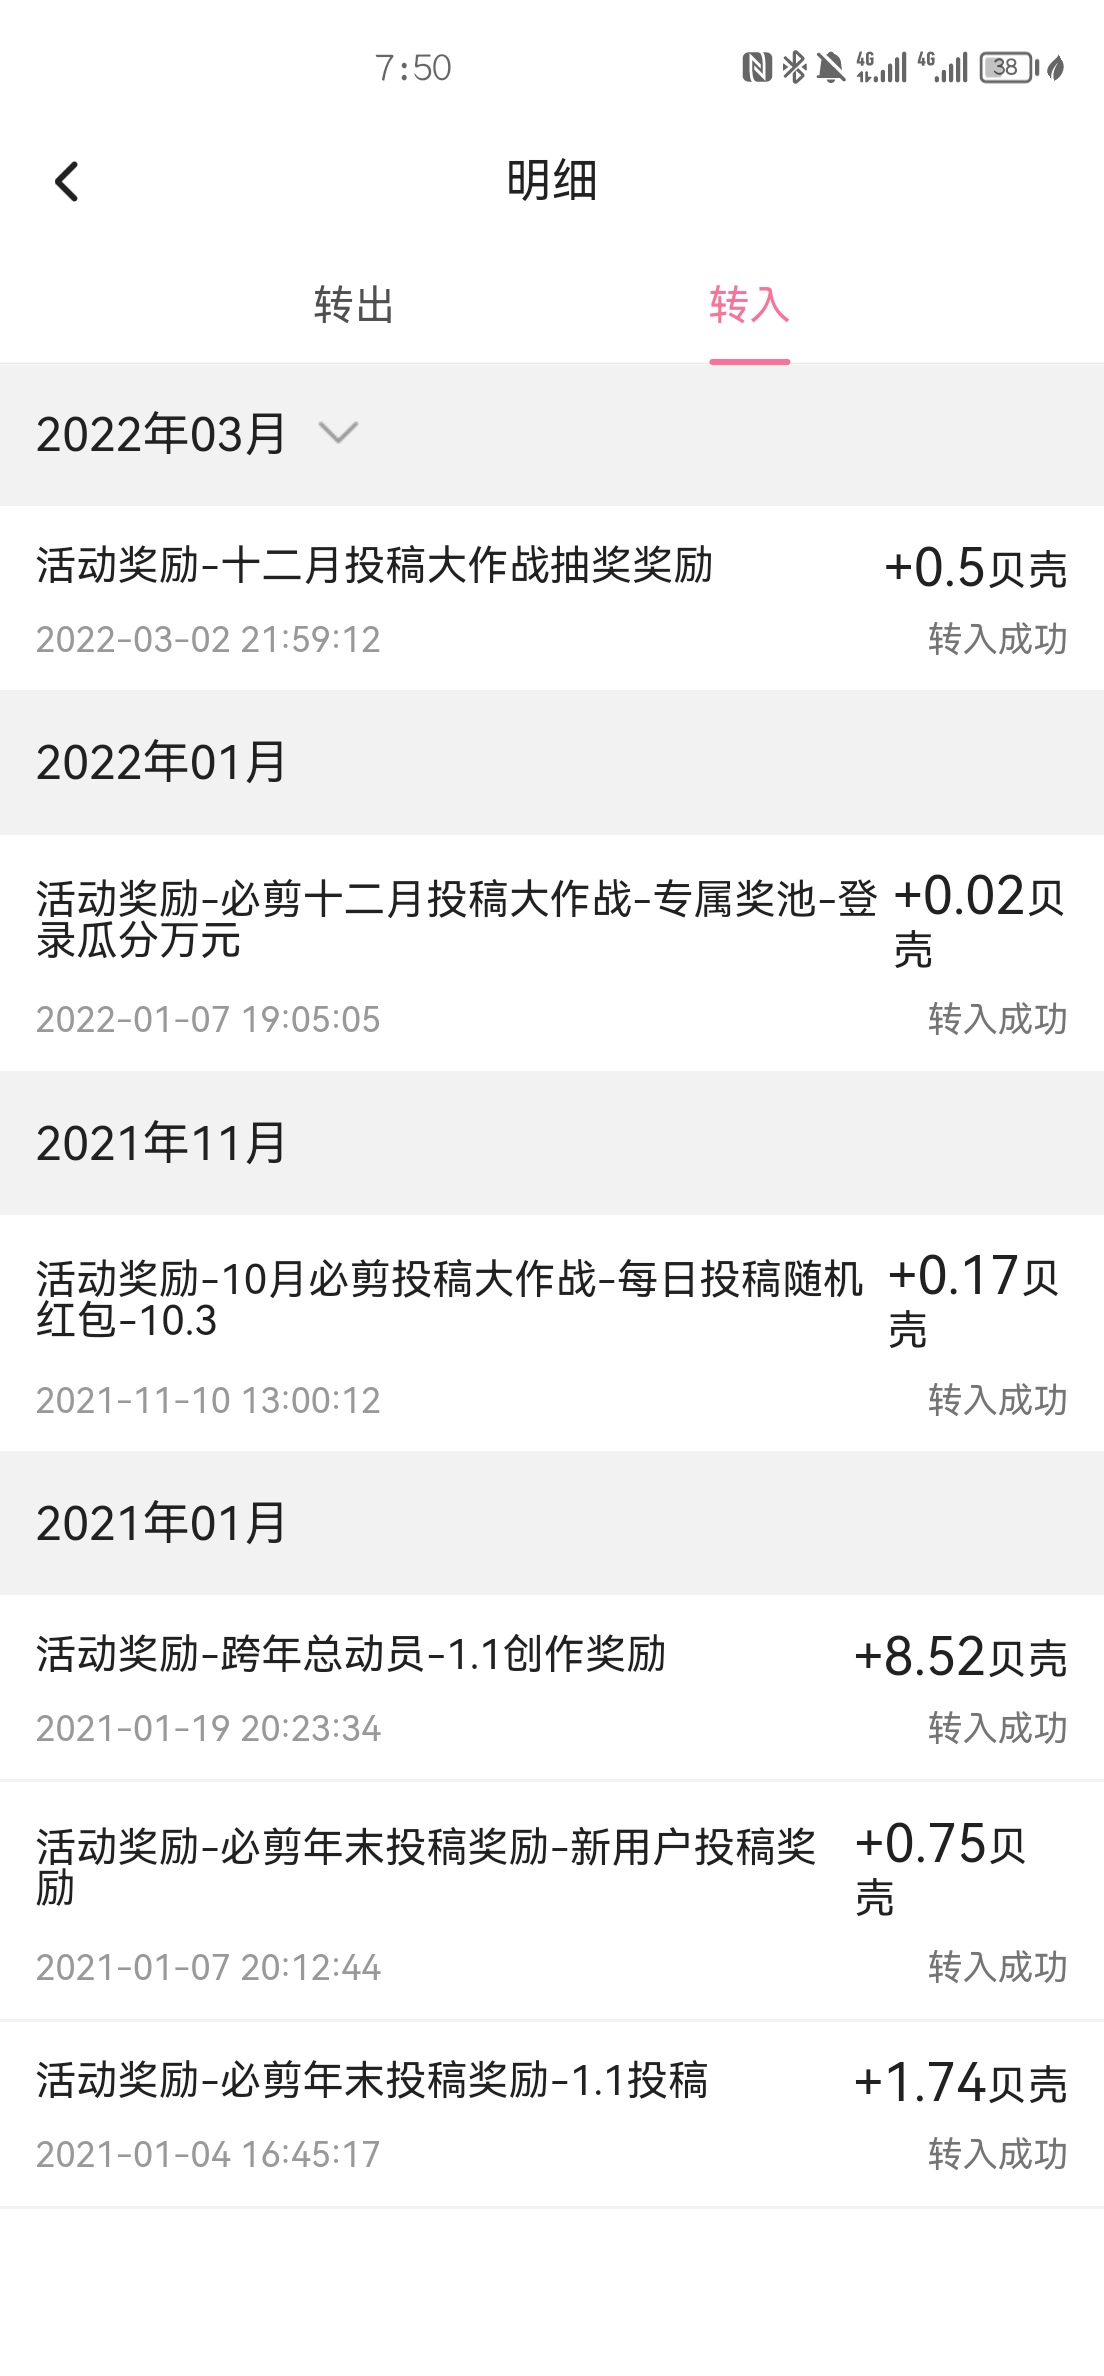 7:50
4G 4G 38
明细
转出 转入
2022年03月
活动奖励-十二月投稿大作战抽奖奖励 +0.5贝壳
2022-03-02 21:59:12 转入成功
2022年01月
活动奖励-必剪十二月投稿大作战-专属奖池-登 +0.02贝
录瓜分万元 壳
2022-01-07 19:05:05 转入成功
2021年11月
活动奖励-10月必剪投稿大作战-每日投稿随机 +0.17贝
红包-10.3 壳
2021-11-10 13:00:12 转入成功
2021年01月
活动奖励-跨年总动员-1.1创作奖励 +8.52贝壳
2021-01-19 20:23:34 转入成功
活动奖励-必剪年末投稿奖励-新用户投稿奖 +0.75贝
励 壳
2021-01-07 20:12:44 转入成功
活动奖励-必剪年末投稿奖励-1.1投稿 +1.74贝壳
2021-01-04 16:45:17 转入成功